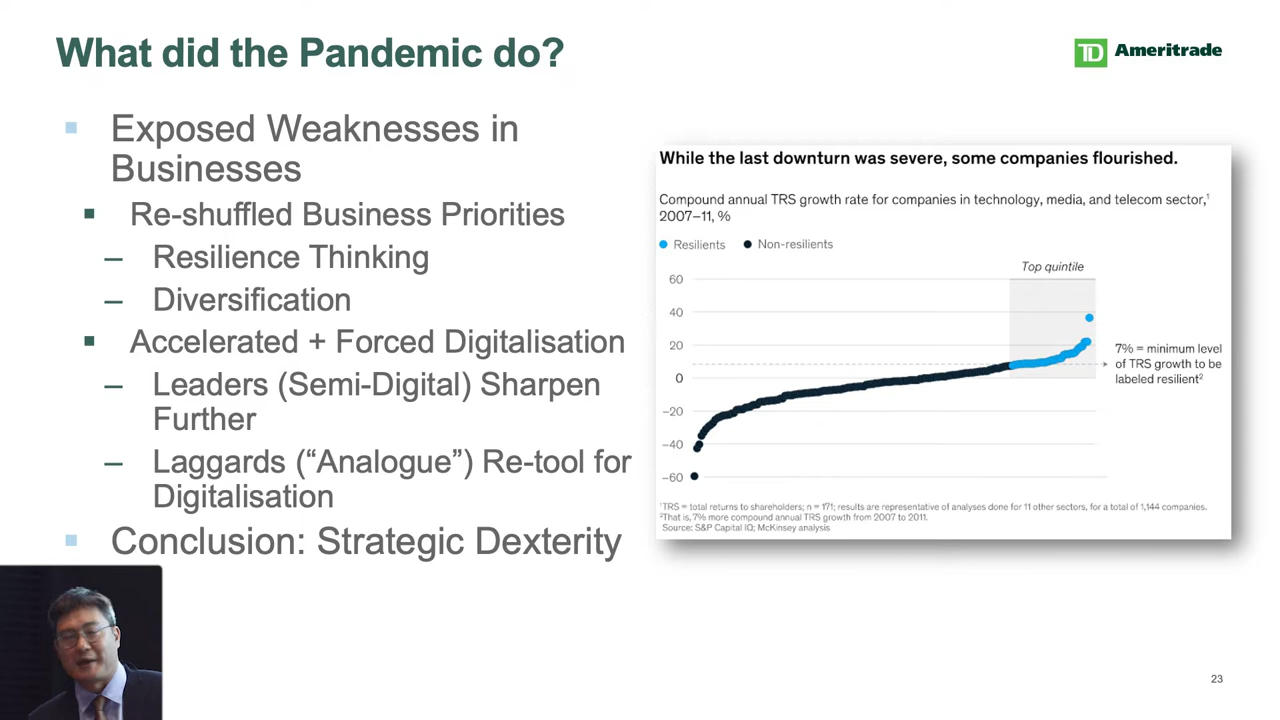 What did the Pandemic do?
TD Ameritrade
Exposed Weaknesses in
Businesses
Re-shuffled Business Priorities
– Resilience Thinking
– Diversification
Accelerated + Forced Digitalisation
– Leaders (Semi-Digital) Sharpen
Further
– Laggards (“Analogue”) Re-tool for
Digitalisation
Conclusion: Strategic Dexterity
While the last downturn was severe, some companies flourished.
Compound annual TRS growth rate for companies in technology, media, and telecom sector,¹
2007–11, %
Resilients Non-resilients
Top quintile
60
40
20
0
–20
–40
–60
7% = minimum level
of TRS growth to be
labeled resilient²
¹TRS = total returns to shareholders; n = 171; results are representative of analyses done for 11 other sectors, for a total of 1,144 companies.
²That is, 7% more compound annual TRS growth from 2007 to 2011.
Source: S&P Capital IQ; McKinsey analysis
23